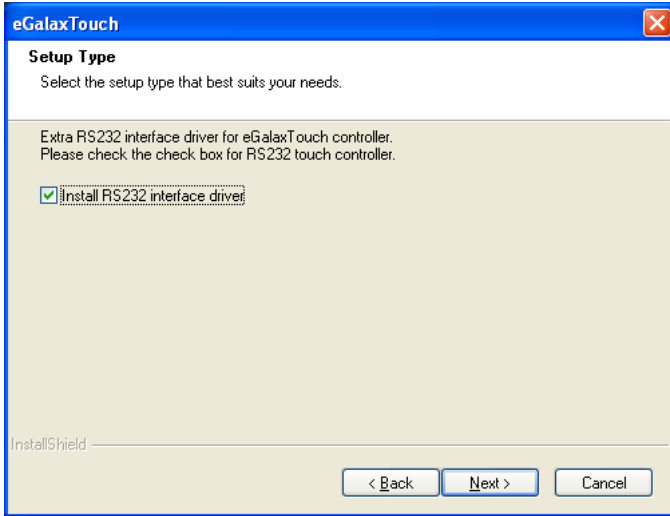 eGalaxTouch
Setup Type
Select the setup type that best suits your needs.
Extra RS232 interface driver for eGalaxTouch controller.
Please check the check box for RS232 touch controller.
Install RS232 interface driver
InstallShield
< Back
Next >
Cancel